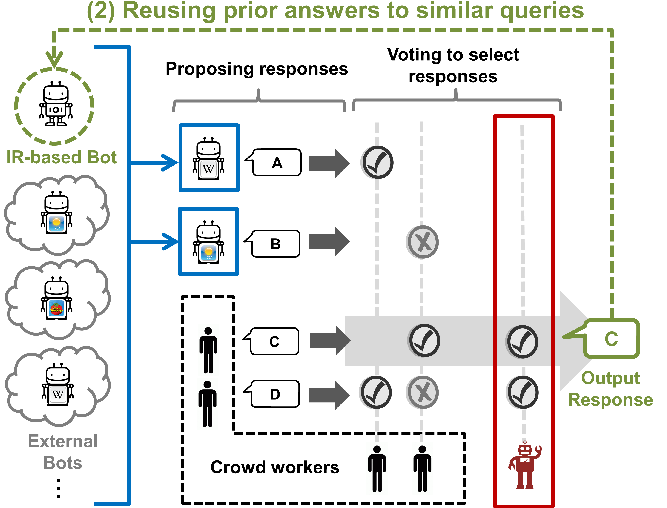 (2) Reusing prior answers to similar queries
Proposing responses
Voting to select
responses
IR-based Bot
W
A
B
C
D
C
Output
Response
W
External
Bots
Crowd workers